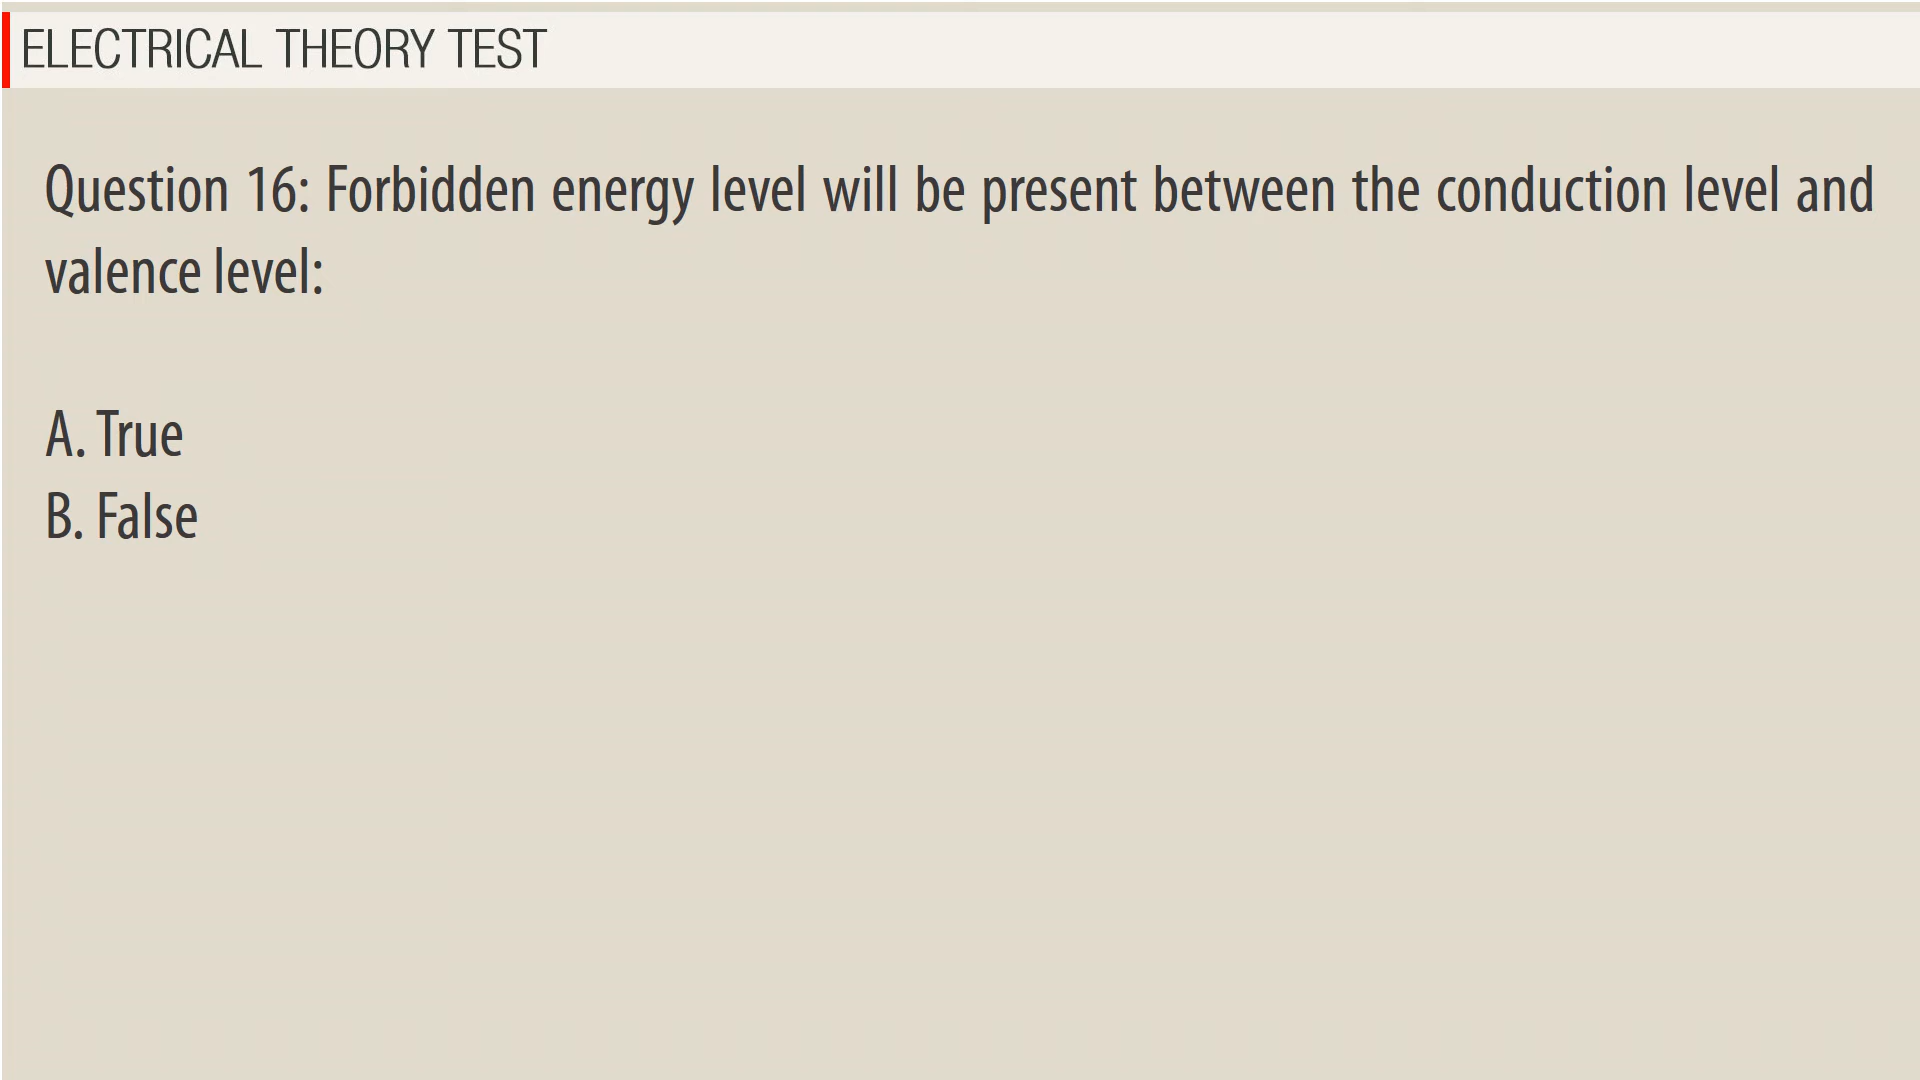 ELECTRICAL THEORY TEST
Question 16: Forbidden energy level will be present between the conduction level and
valence level:
A. True
B. False